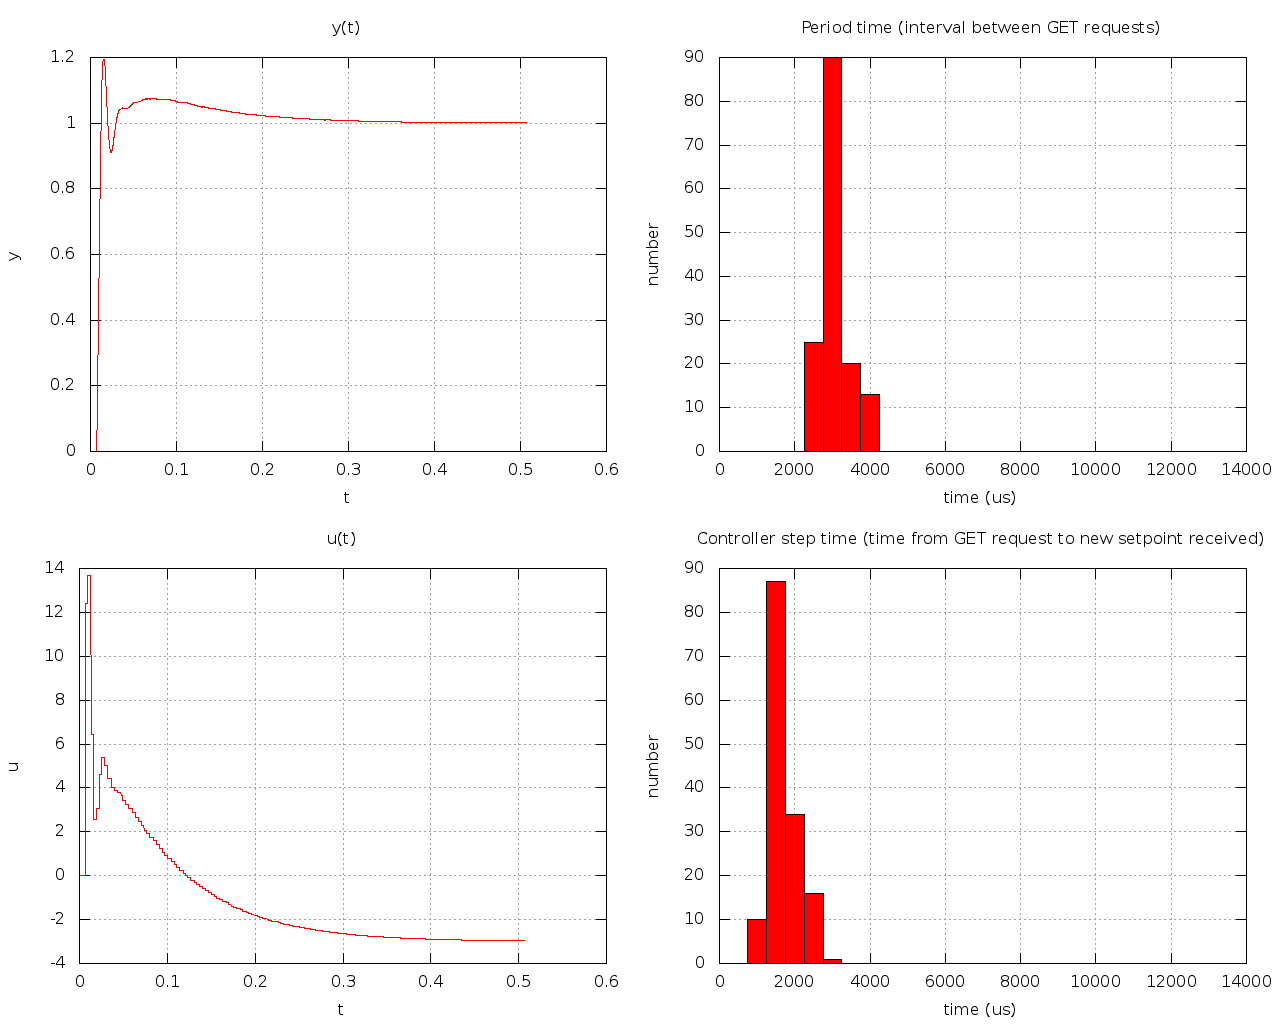 y(t)
1.2
1
0.8
0.6
0.4
0.2
0
y
0 0.1 0.2 0.3 0.4 0.5 0.6
t
Period time (interval between GET requests)
90
80
70
60
50
40
30
20
10
0
number
0 2000 4000 6000 8000 10000 12000 14000
time (us)
u(t)
14
12
10
8
6
4
2
0
-2
-4
u
0 0.1 0.2 0.3 0.4 0.5 0.6
t
Controller step time (time from GET request to new setpoint received)
90
80
70
60
50
40
30
20
10
0
number
0 2000 4000 6000 8000 10000 12000 14000
time (us)